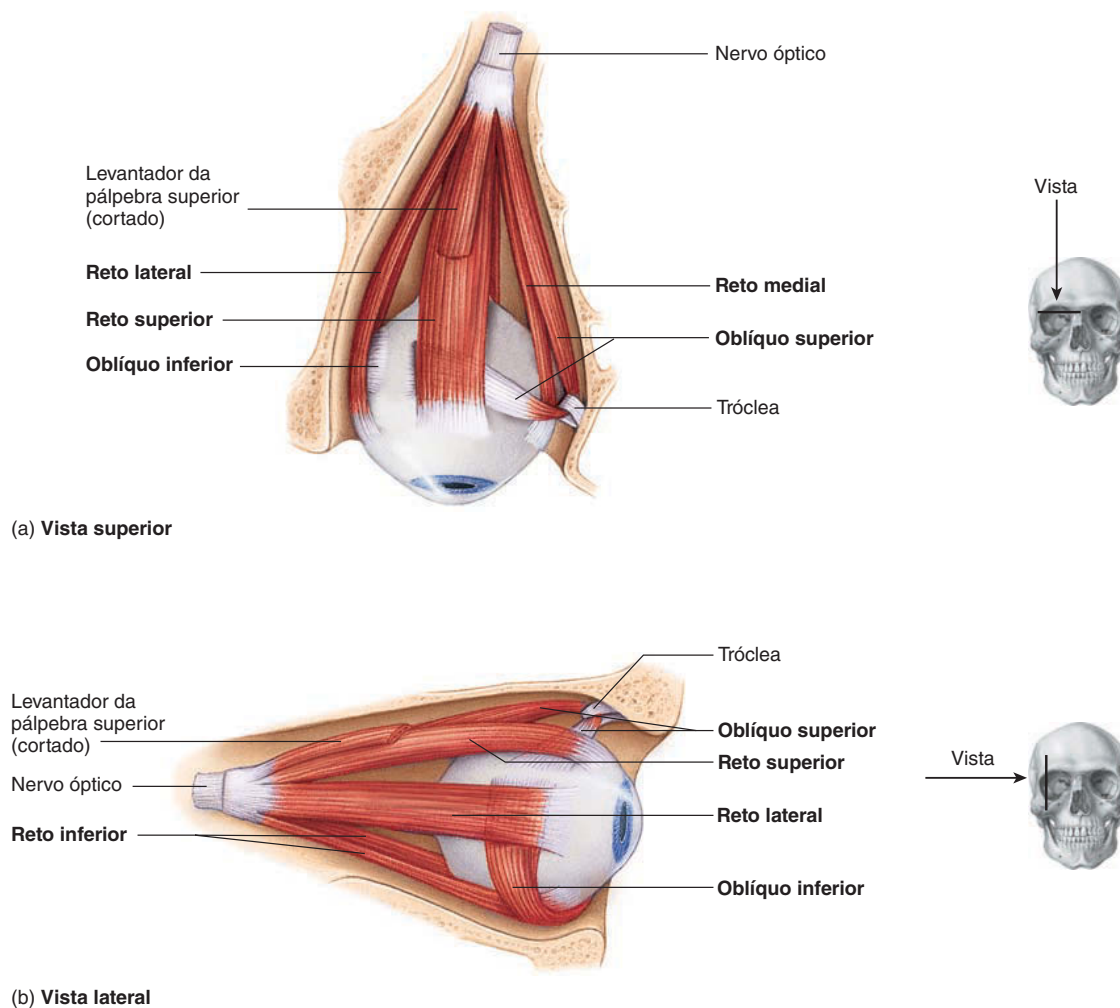 Nervo óptico
Levantador da
pálpebra superior
(cortado)
Vista
Reto lateral
Reto medial
Reto superior
Oblíquo superior
Oblíquo inferior
Tróclea
(a) Vista superior
Tróclea
Levantador da
pálpebra superior
(cortado)
Oblíquo superior
Reto superior
Vista
Nervo óptico
Reto lateral
Reto inferior
Oblíquo inferior
(b) Vista lateral